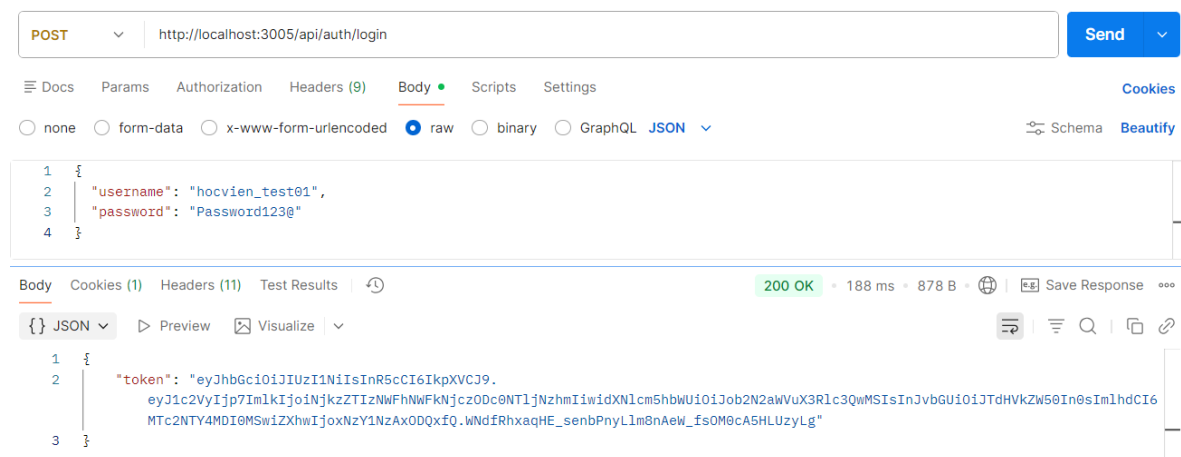 POST http://localhost:3005/api/auth/login Send
Docs Params Authorization Headers (9) Body Scripts Settings Cookies
none form-data x-www-form-urlencoded raw binary GraphQL JSON Schema Beautify
1 {
2 "username": "hocvien_test01",
3 "password": "Password123@"
4 }
Body Cookies (1) Headers (11) Test Results 200 OK • 188 ms • 878 B • e.g. Save Response
{} JSON Preview Visualize
1 {
2 "token": "eyJhbGciOiJIUzI1NiIsInR5cCI6IkpXVCJ9.
eyJ1c2VyIjp7ImlkIjoiNjkzZTIzNWFhNWFkNjczODc0NTljNzhmIiwidXNlcm5hbWUiOiJob2N2aWVuX3Rlc3QwMSIsInJvbGUiOiJTdHVkZW50In0sImlhdCI6
MTc2NTY4MDI0MSwiZXhwIjoxNzY1NzAxODQxfQ.WNdfRhxaqHE_senbPnyLlm8nAeW_fsOM0cA5HLUzyLg"
3 }